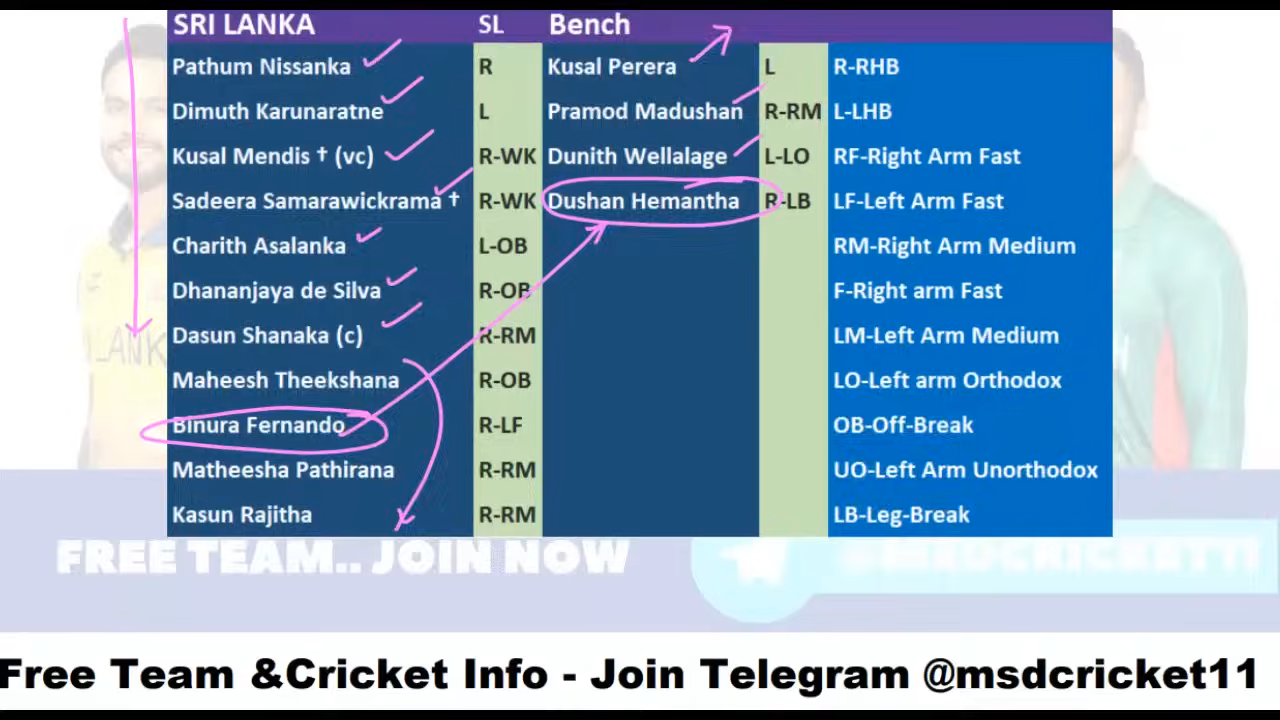 SRI LANKA SL Bench
Pathum Nissanka R Kusal Perera L R-RHB
Dimuth Karunaratne L Pramod Madushan R-RM L-LHB
Kusal Mendis † (vc) R-WK Dunith Wellalage L-LO RF-Right Arm Fast
Sadeera Samarawickrama † R-WK Dushan Hemantha R-LB LF-Left Arm Fast
Charith Asalanka L-OB RM-Right Arm Medium
Dhananjaya de Silva R-OB F-Right arm Fast
Dasun Shanaka (c) R-RM LM-Left Arm Medium
Maheesh Theekshana R-OB LO-Left arm Orthodox
Binura Fernando R-LF OB-Off-Break
Matheesha Pathirana R-RM UO-Left Arm Unorthodox
Kasun Rajitha R-RM LB-Leg-Break
LANK
FREE TEAM.. JOIN NOW @MSDCRICKET11
Free Team &Cricket Info - Join Telegram @msdcricket11